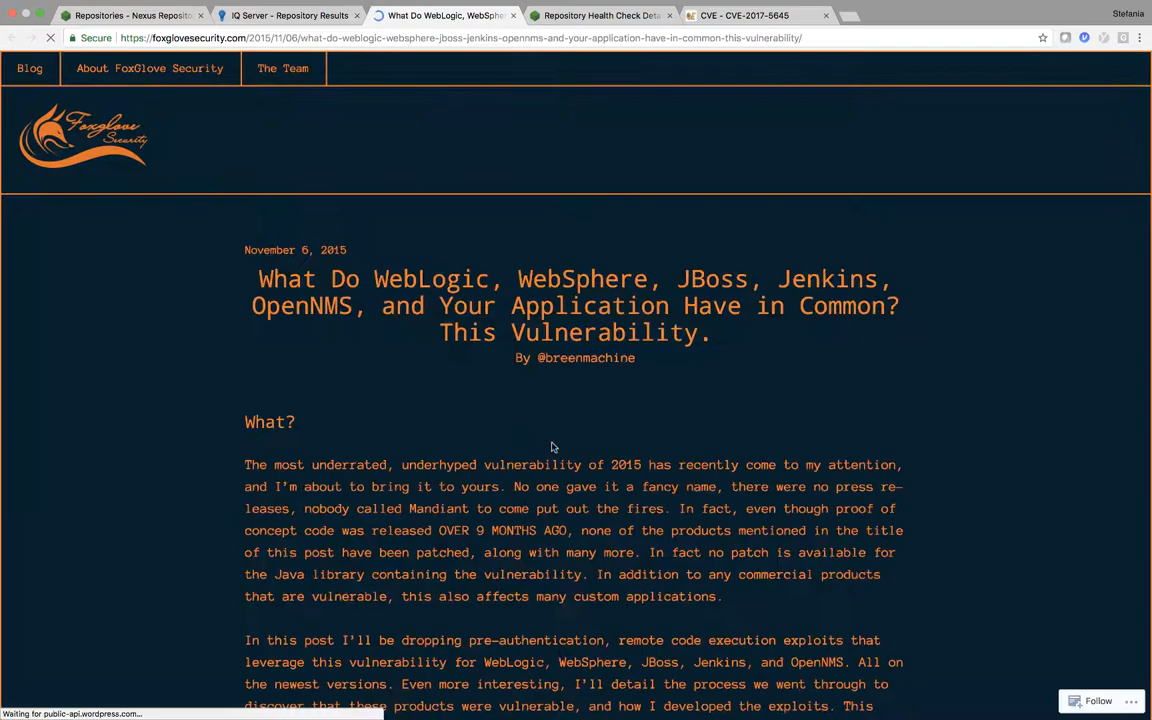 Repositories - Nexus Reposito
IQ Server - Repository Results
What Do WebLogic, WebSphe
Repository Health Check Deta
CVE - CVE-2017-5645
Stefania
Secure
https://foxglovesecurity.com/2015/11/06/what-do-weblogic-websphere-jboss-jenkins-opennms-and-your-application-have-in-common-this-vulnerability/
Blog
About FoxGlove Security
The Team
Foxglove
Security
November 6, 2015
What Do WebLogic, WebSphere, JBoss, Jenkins,
OpenNMS, and Your Application Have in Common?
This Vulnerability.
By @breenmachine
What?
The most underrated, underhyped vulnerability of 2015 has recently come to my attention,
and I'm about to bring it to yours. No one gave it a fancy name, there were no press re–
leases, nobody called Mandiant to come put out the fires. In fact, even though proof of
concept code was released OVER 9 MONTHS AGO, none of the products mentioned in the title
of this post have been patched, along with many more. In fact no patch is available for
the Java library containing the vulnerability. In addition to any commercial products
that are vulnerable, this also affects many custom applications.
In this post I'll be dropping pre–authentication, remote code execution exploits that
leverage this vulnerability for WebLogic, WebSphere, JBoss, Jenkins, and OpenNMS. All on
the newest versions. Even more interesting, I'll detail the process we went through to
discover that these products were vulnerable, and how I developed the exploits. This
Follow
Waiting for public-api.wordpress.com...